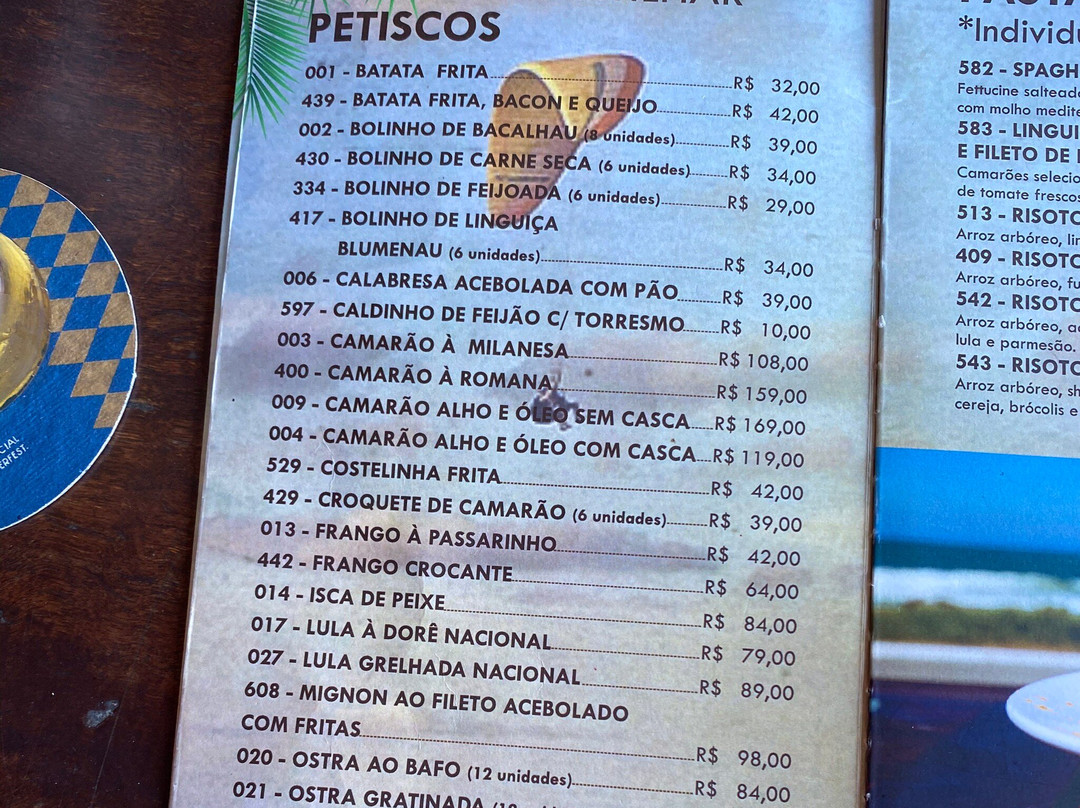 PETISCOS
001 - BATATA FRITA R$ 32,00
439 - BATATA FRITA, BACON E QUEIJO R$ 42,00
002 - BOLINHO DE BACALHAU (8 unidades) R$ 39,00
430 - BOLINHO DE CARNE SECA (6 unidades) R$ 34,00
334 - BOLINHO DE FEIJOADA (6 unidades) R$ 29,00
417 - BOLINHO DE LINGUIÇA
BLUMENAU (6 unidades) R$ 34,00
006 - CALABRESA ACEBOLADA COM PÃO R$ 39,00
597 - CALDINHO DE FEIJÃO C/ TORRESMO R$ 10,00
003 - CAMARÃO À MILANESA R$ 108,00
400 - CAMARÃO À ROMANA R$ 159,00
009 - CAMARÃO ALHO E ÓLEO SEM CASCA R$ 169,00
004 - CAMARÃO ALHO E ÓLEO COM CASCA R$ 119,00
529 - COSTELINHA FRITA R$ 42,00
429 - CROQUETE DE CAMARÃO (6 unidades) R$ 39,00
013 - FRANGO À PASSARINHO R$ 42,00
442 - FRANGO CROCANTE R$ 64,00
014 - ISCA DE PEIXE R$ 84,00
017 - LULA À DORÊ NACIONAL R$ 79,00
027 - LULA GRELHADA NACIONAL R$ 89,00
608 - MIGNON AO FILETO ACEBOLADO
COM FRITAS R$ 98,00
020 - OSTRA AO BAFO (12 unidades) R$ 84,00
021 - OSTRA GRATINADA
*Individu
582 - SPAGH
Fettucine salteado
com molho medite
583 - LINGUI
E FILETO DE
Camarões selecio
de tomate frescos
513 - RISOTO
Arroz arbóreo, lin
409 - RISOTO
Arroz arbóreo, fu
542 - RISOTO
Arroz arbóreo, ac
lula e parmesão.
543 - RISOTO
Arroz arbóreo, sh
cereja, brócolis e